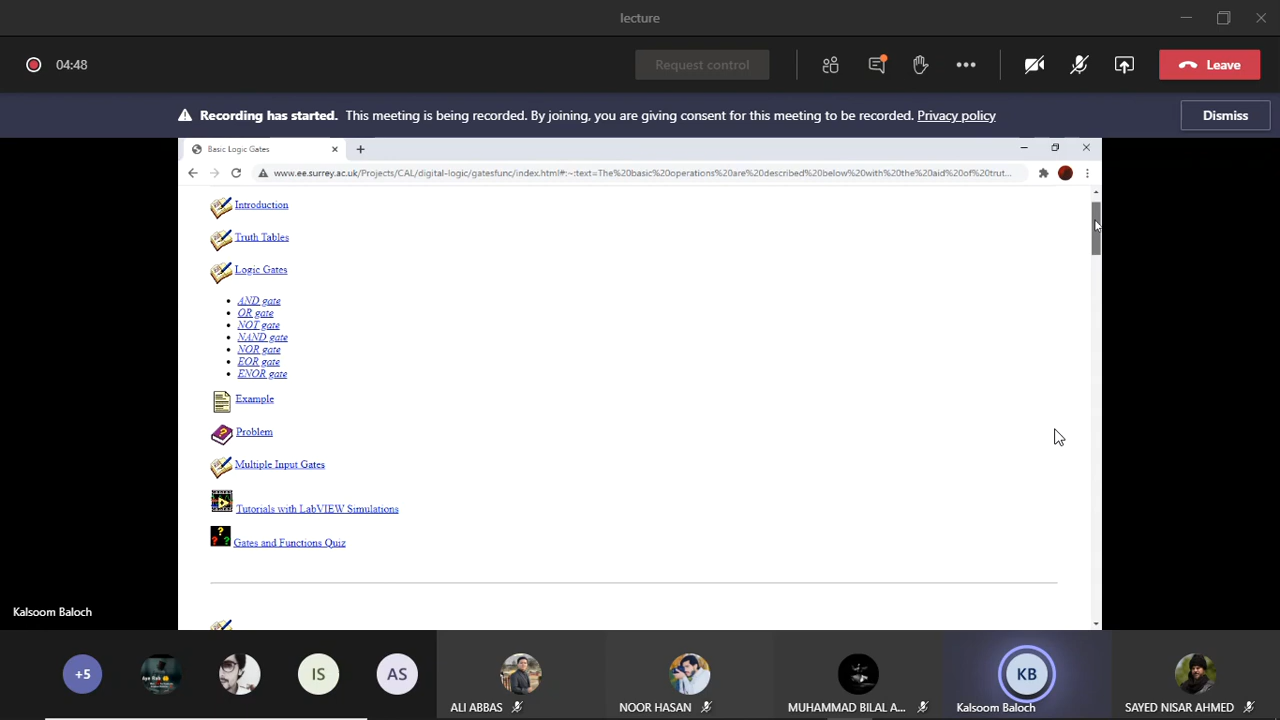 lecture
04:48
Request control
Leave
Recording has started. This meeting is being recorded. By joining, you are giving consent for this meeting to be recorded. Privacy policy
Dismiss
Basic Logic Gates
www.ee.surrey.ac.uk/Projects/CAL/digital-logic/gatesfunc/index.html#:~:text=The%20basic%20operations%20are%20described%20below%20with%20the%20aid%20of%20trut...
Introduction
Truth Tables
Logic Gates
AND gate
OR gate
NOT gate
NAND gate
NOR gate
EOR gate
ENOR gate
Example
Problem
Multiple Input Gates
Tutorials with LabVIEW Simulations
Gates and Functions Quiz
Kalsoom Baloch
+5
IS
AS
KB
ALI ABBAS
NOOR HASAN
MUHAMMAD BILAL A...
Kalsoom Baloch
SAYED NISAR AHMED